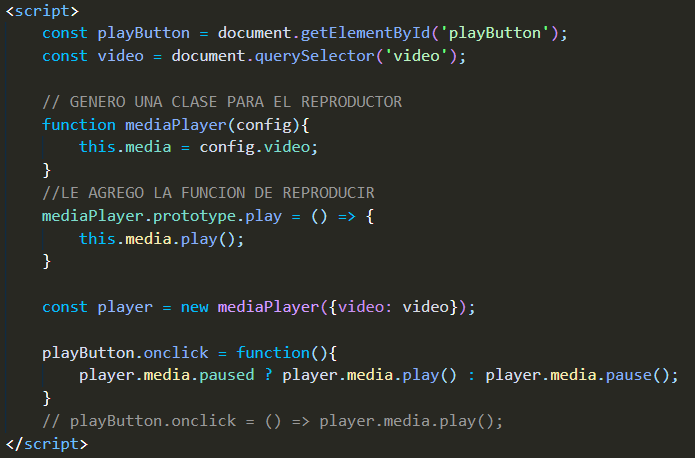 <script>
const playButton = document.getElementById('playButton');
const video = document.querySelector('video');
// GENERO UNA CLASE PARA EL REPRODUCTOR
function mediaPlayer(config){
this.media = config.video;
}
//LE AGREGO LA FUNCION DE REPRODUCIR
mediaPlayer.prototype.play = () => {
this.media.play();
}
const player = new mediaPlayer({video: video});
playButton.onclick = function(){
player.media.paused ? player.media.play() : player.media.pause();
}
// playButton.onclick = () => player.media.play();
</script>